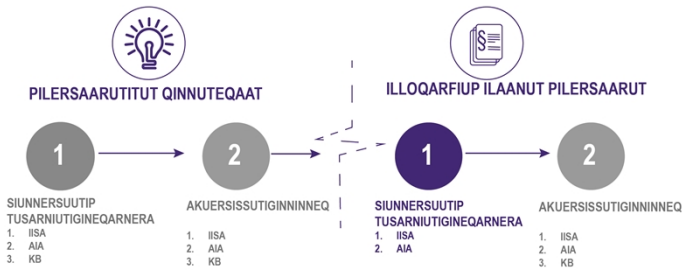 PILERSAARUTITUT QINNUTEQAAT
1
2
SIUNNERSUUTIP
TUSARNIUTIGINEQARNERA
1. IISA
2. AIA
3. KB
AKUERSISSUTIGINNINNEQ
1. IISA
2. AIA
3. KB
§
ILLOQARFIUP ILAANUT PILERSAARUT
1
2
SIUNNERSUUTIP
TUSARNIUTIGINEQARNERA
1. IISA
2. AIA
AKUERSISSUTIGINNINNEQ
1. IISA
2. AIA
3. KB